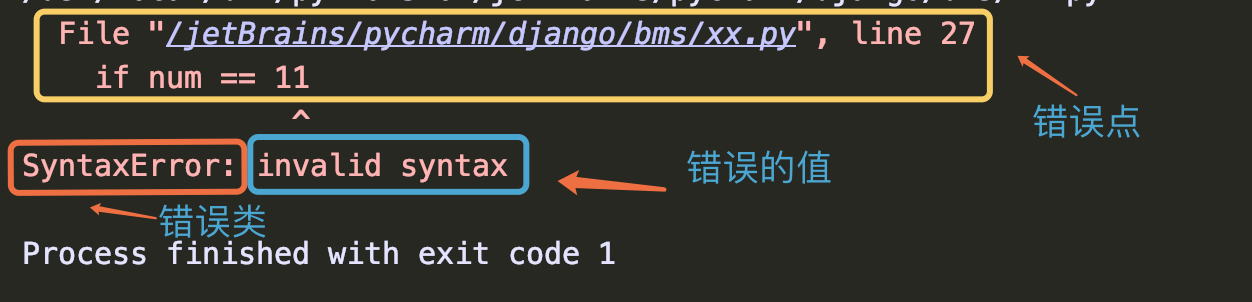 File "/jetBrains/pycharm/django/bms/xx.py", line 27
if num == 11
^
错误点
SyntaxError: invalid syntax
错误的值
错误类
Process finished with exit code 1